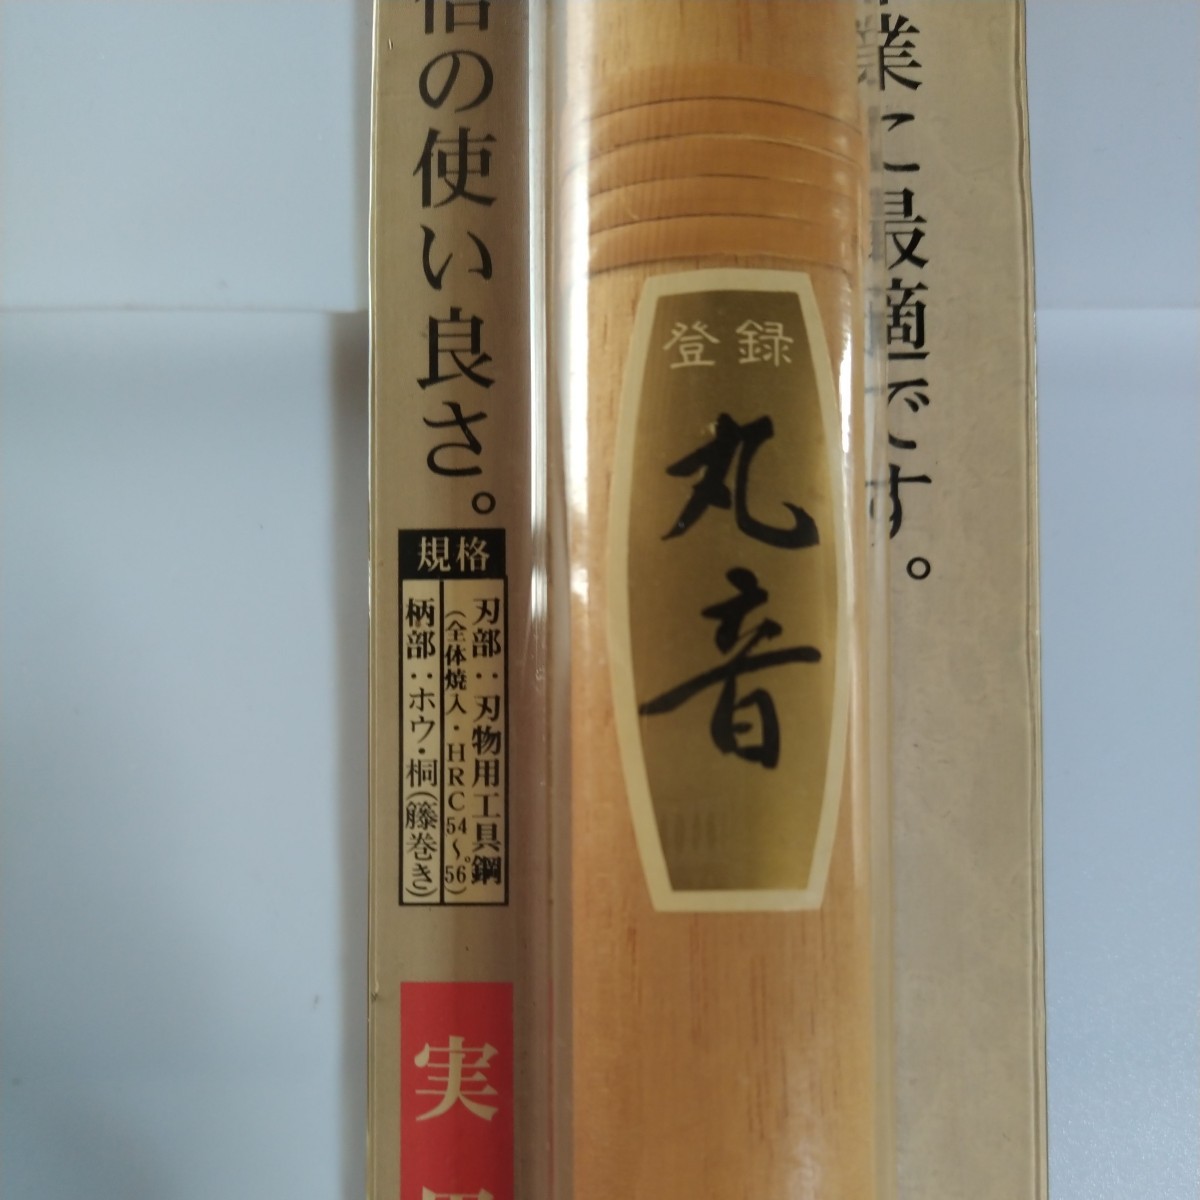 業に最適です。
登録
丸音
倍の使い良さ。
規格
刃部：刃物用工具鋼
（全体焼入・HRC54～56°）
柄部：ホウ・桐（籐巻き）
実